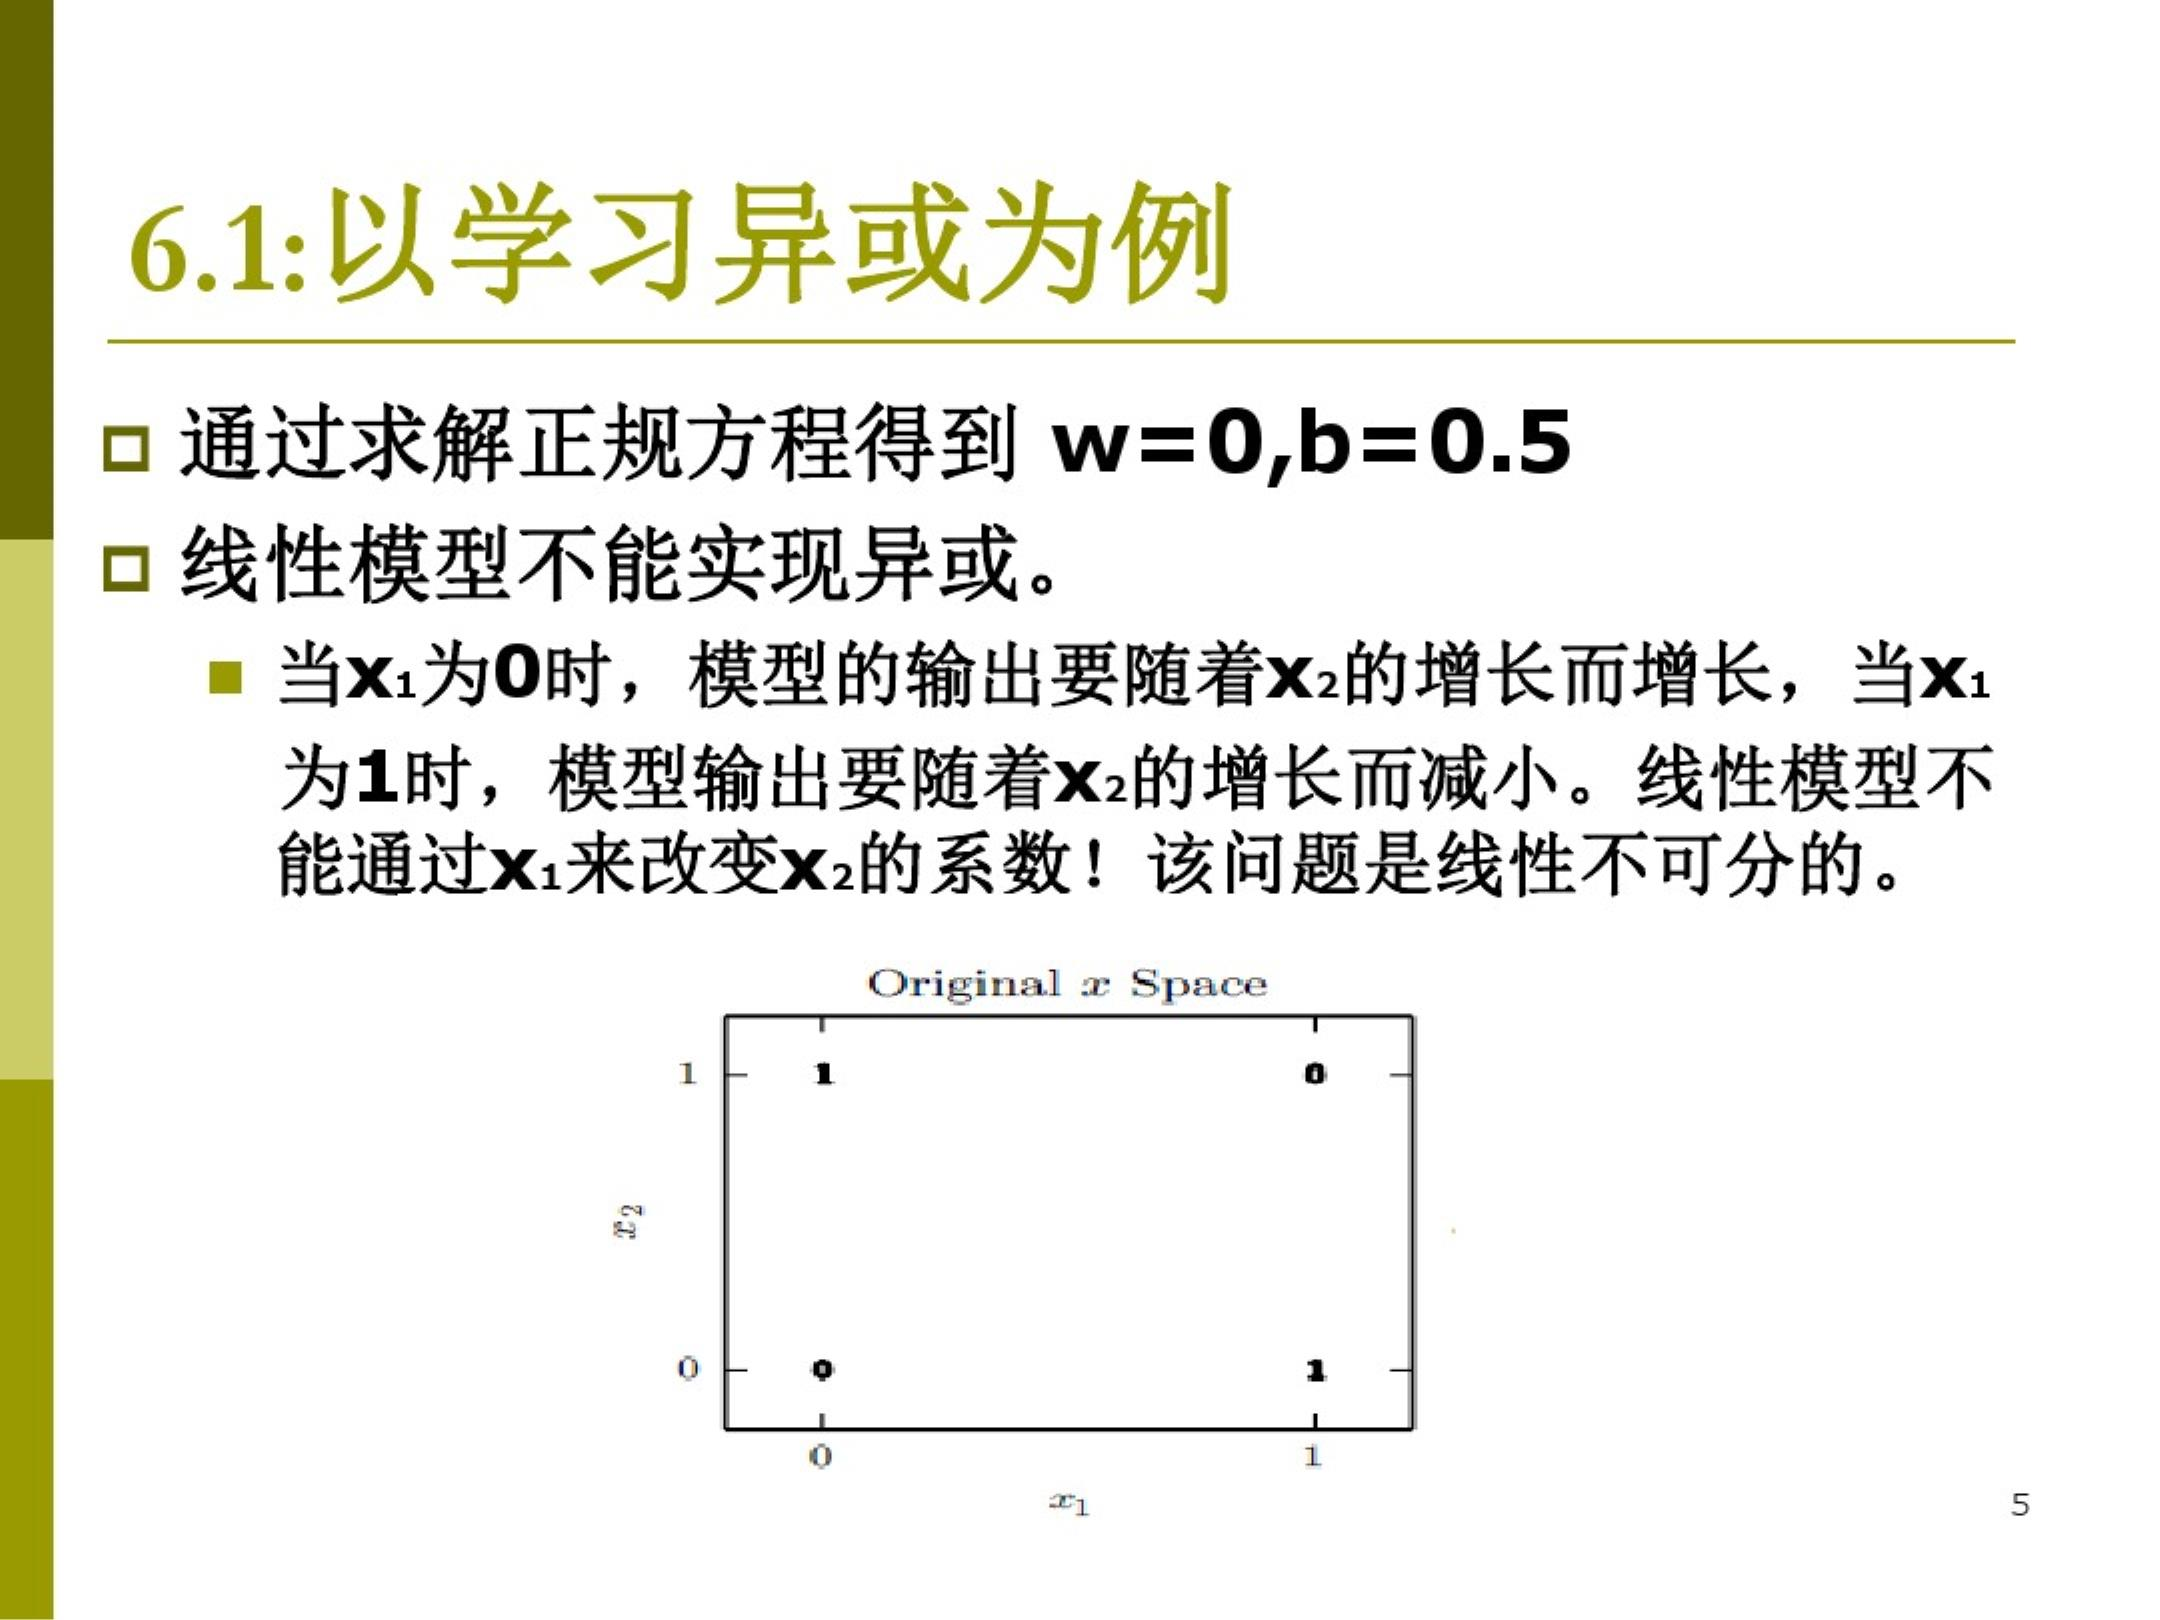 6.1:以学习异或为例
通过求解正规方程得到 w=0,b=0.5
线性模型不能实现异或。
当x₁为0时，模型的输出要随着x₂的增长而增长，当x₁
为1时，模型输出要随着x₂的增长而减小。线性模型不
能通过x₁来改变x₂的系数！该问题是线性不可分的。
Original x Space
1 1 0
x₂
0 0 1
0 1
x₁
5